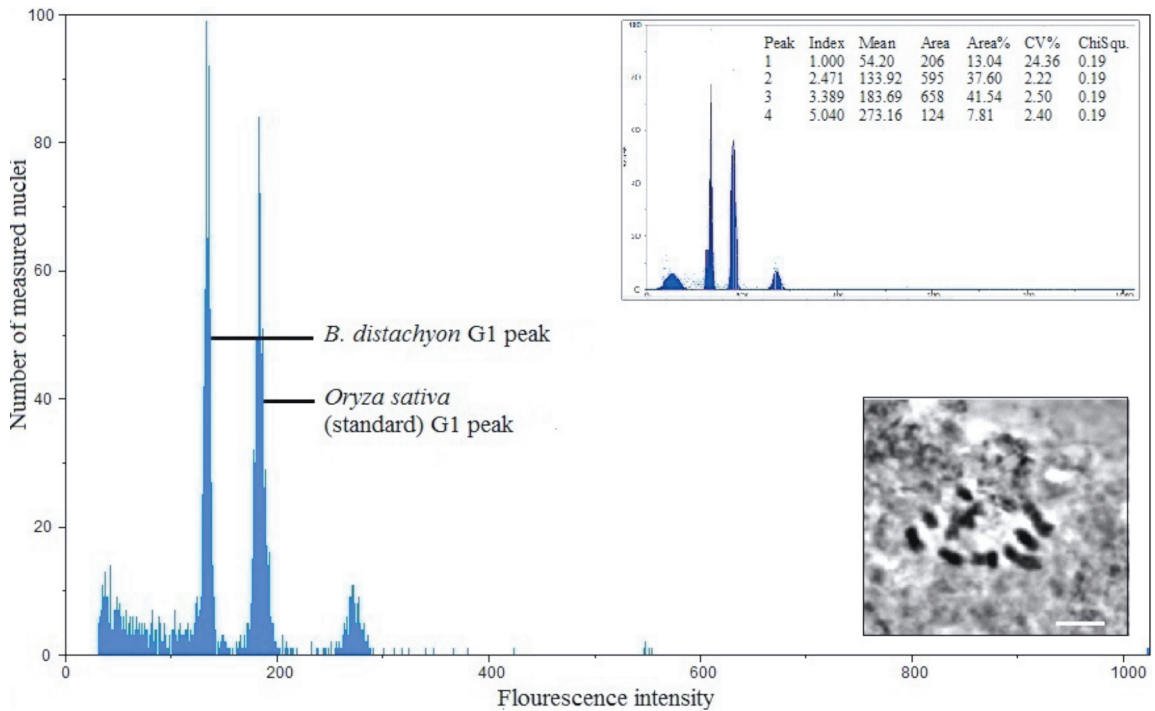 Number of measured nuclei
100
80
60
40
20
0
0
200
400
600
800
1000
Flourescence intensity
B. distachyon G1 peak
Oryza sativa
(standard) G1 peak
Peak Index Mean Area Area% CV% ChiSqu.
1 1.000 54.20 206 13.04 24.36 0.19
2 2.471 133.92 595 37.60 2.22 0.19
3 3.389 183.69 658 41.54 2.50 0.19
4 5.040 273.16 124 7.81 2.40 0.19